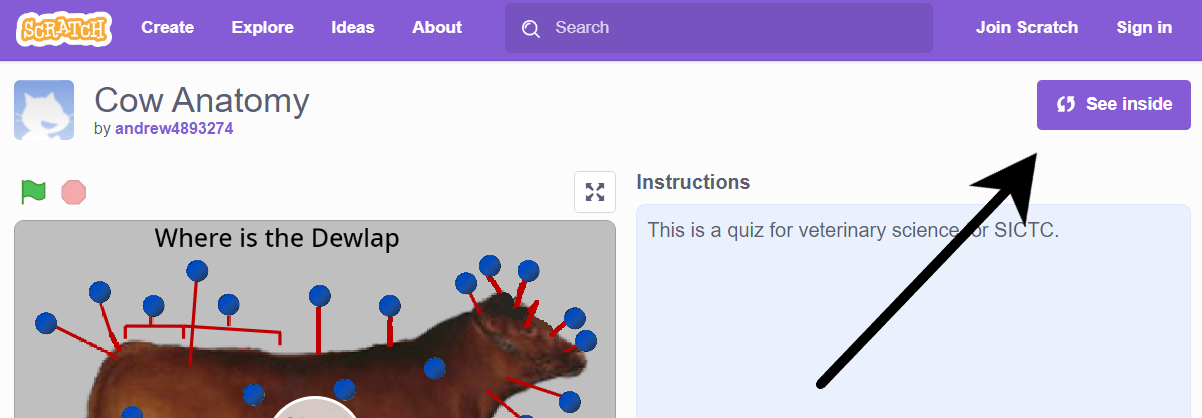 SCRATCH Create Explore Ideas About Search Join Scratch Sign in
Cow Anatomy
by andrew4893274
See inside
Instructions
This is a quiz for veterinary science for SICTC.
Where is the Dewlap